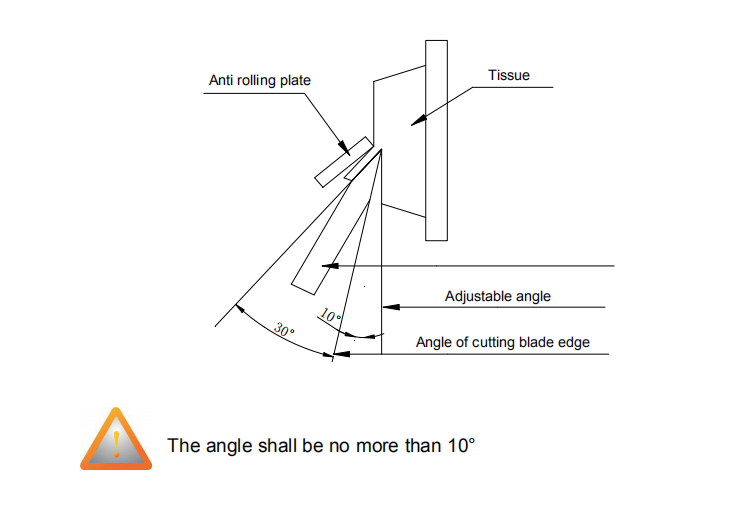 Tissue
Anti rolling plate
Adjustable angle
10°
30°
Angle of cutting blade edge
The angle shall be no more than 10°